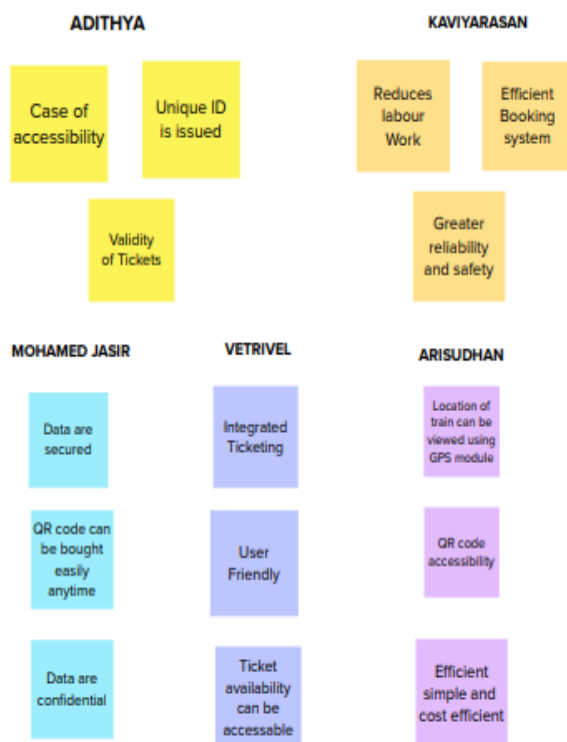 ADITHYA
Case of
accessibility
Unique ID
is issued
Validity
of Tickets
KAVIYARASAN
Reduces
labour
Work
Efficient
Booking
system
Greater
reliability
and safety
MOHAMED JASIR
Data are
secured
QR code can
be bought
easily
anytime
Data are
confidential
VETRIVEL
Integrated
Ticketing
User
Friendly
Ticket
availability
can be
accessable
ARISUDHAN
Location of
train can be
viewed using
GPS module
QR code
accessibility
Efficient
simple and
cost efficient